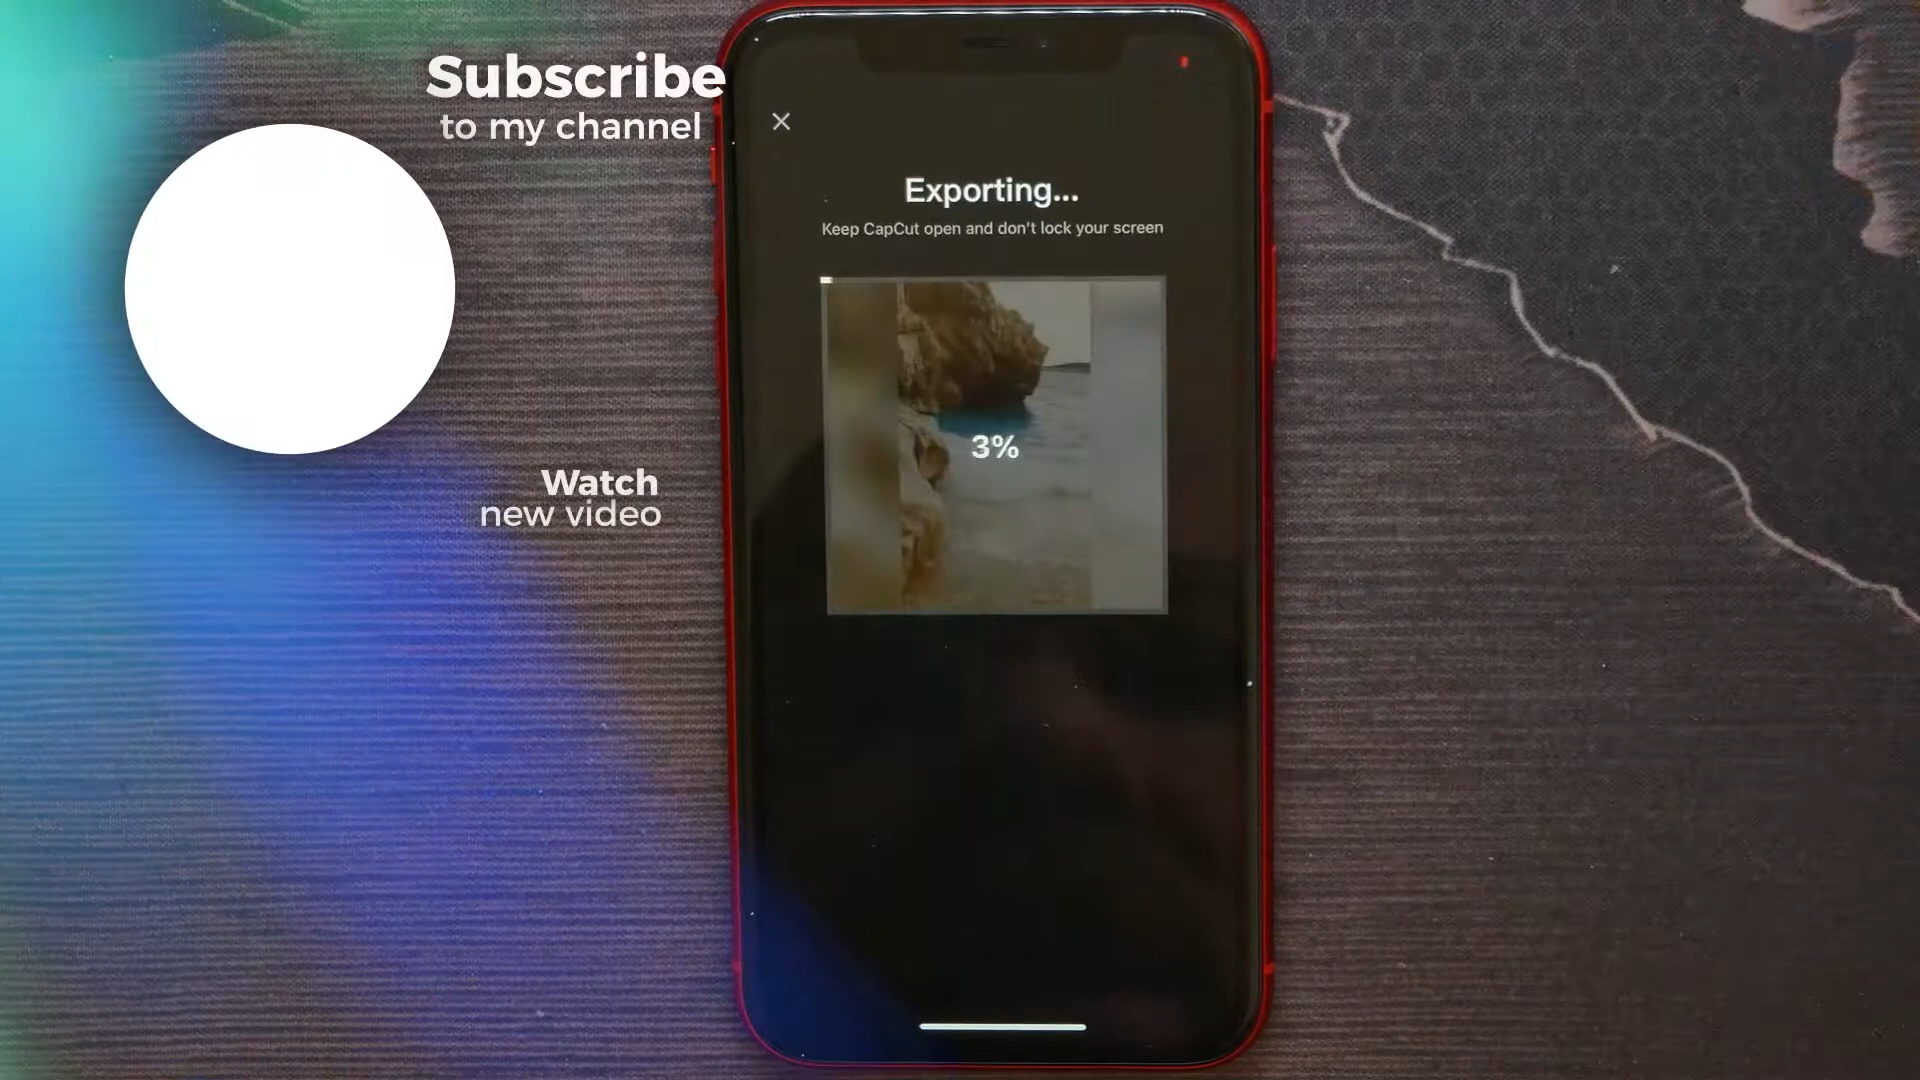 Subscribe
to my channel
Watch
new video
Exporting...
Keep CapCut open and don't lock your screen
3%